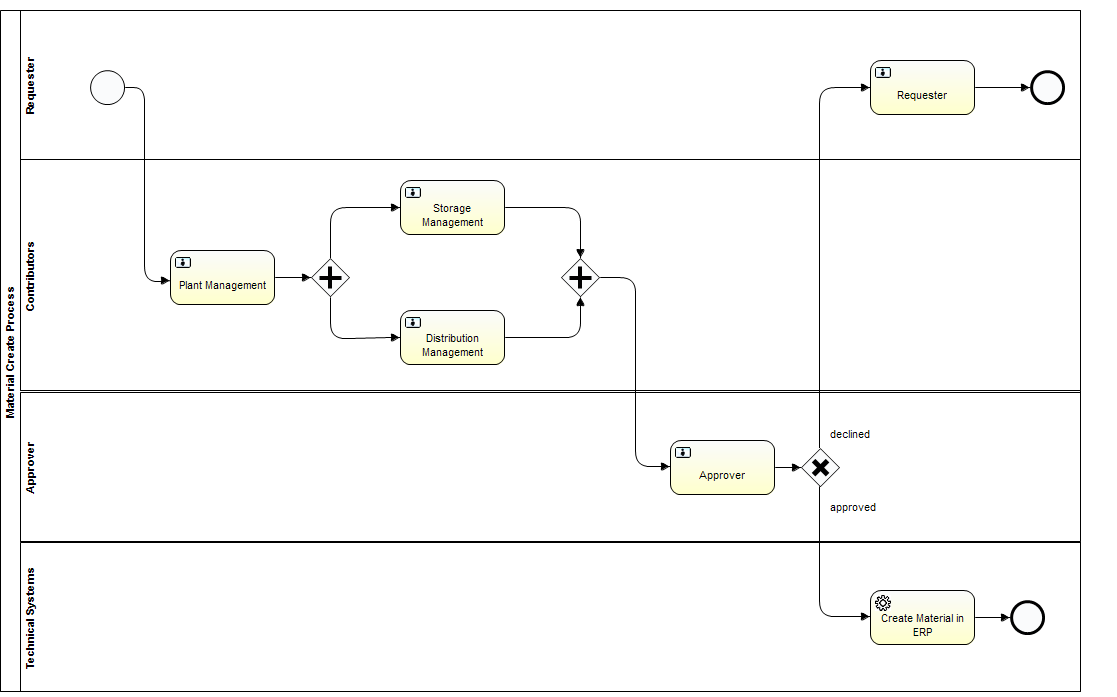 Material Create Process
Requester
Requester
Contributors
Storage
Management
Plant Management
Distribution
Management
Approver
declined
Approver
approved
Technical Systems
Create Material in
ERP